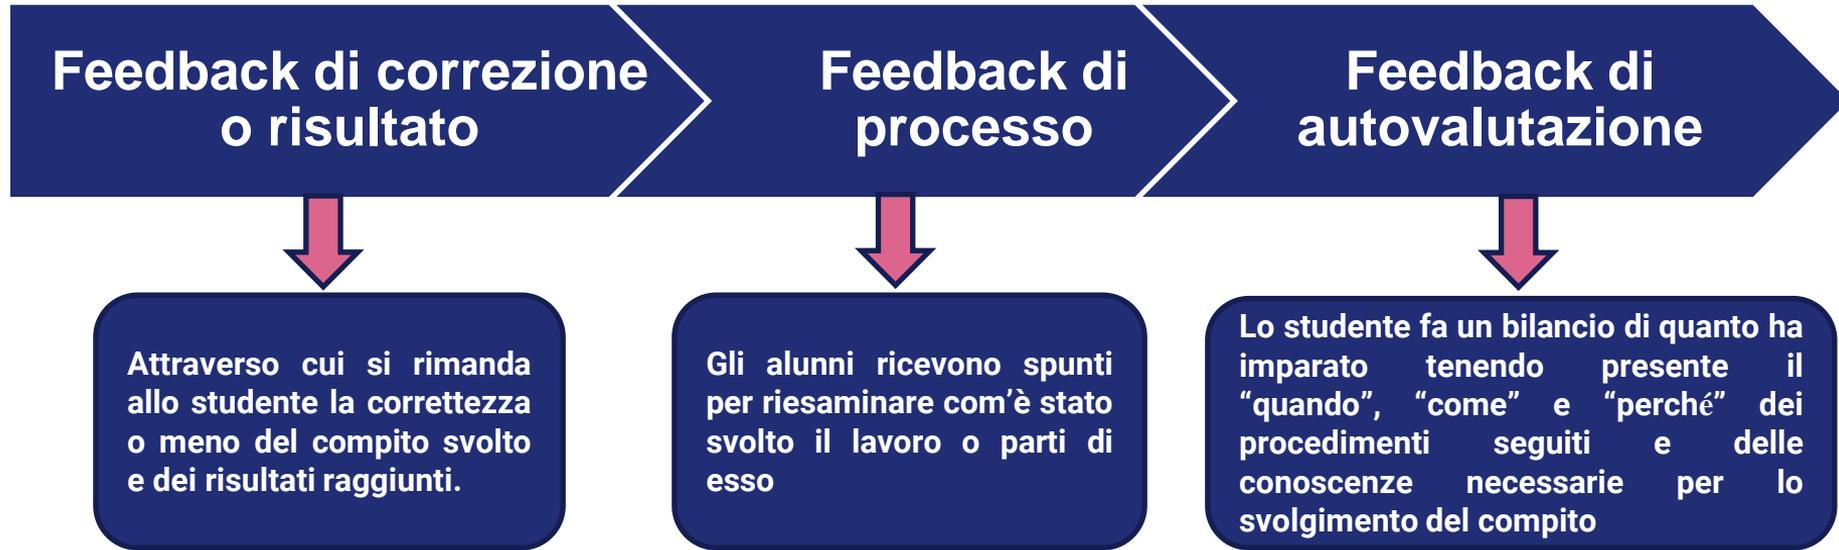 Feedback di correzione
o risultato
Feedback di
processo
Feedback di
autovalutazione
Attraverso cui si rimanda
allo studente la correttezza
o meno del compito svolto
e dei risultati raggiunti.
Gli alunni ricevono spunti
per riesaminare com’è stato
svolto il lavoro o parti di
esso
Lo studente fa un bilancio di quanto ha
imparato tenendo presente il
“quando”, “come” e “perché” dei
procedimenti seguiti e delle
conoscenze necessarie per lo
svolgimento del compito